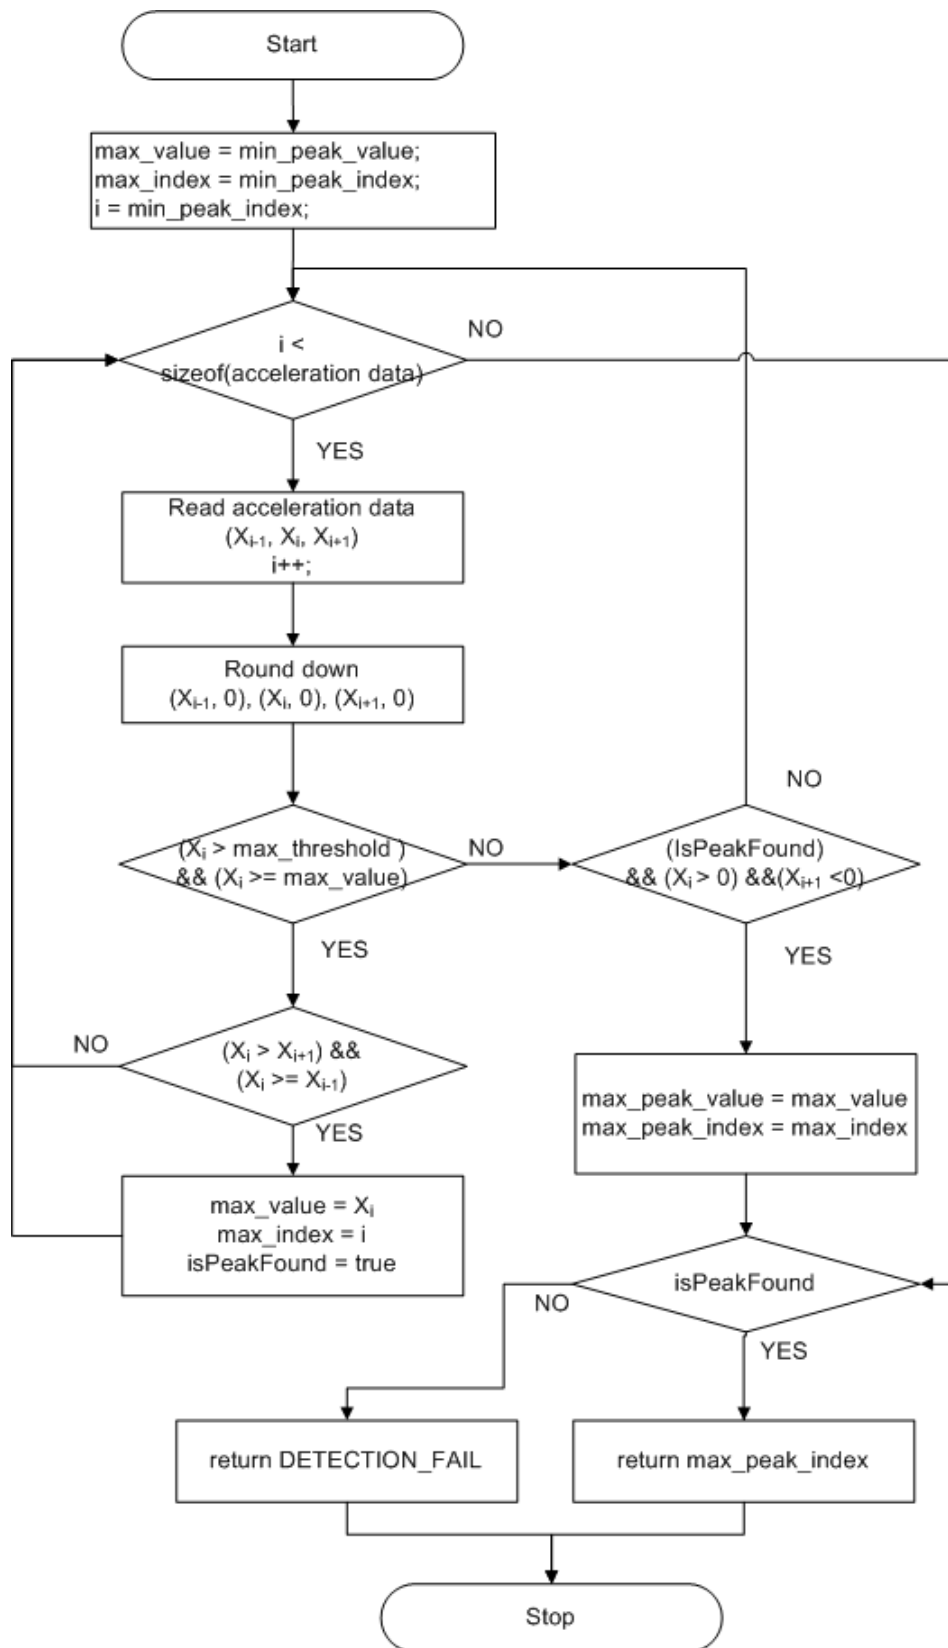 Start
max_value = min_peak_value;
max_index = min_peak_index;
i = min_peak_index;
i <
sizeof(acceleration data)
NO
YES
Read acceleration data
(Xᵢ₋₁, Xᵢ, Xᵢ₊₁)
i++;
Round down
(Xᵢ₋₁, 0), (Xᵢ, 0), (Xᵢ₊₁, 0)
(Xᵢ > max_threshold )
&& (Xᵢ >= max_value)
NO
YES
NO
(IsPeakFound)
&& (Xᵢ > 0) &&(Xᵢ₊₁ <0)
YES
(Xᵢ > Xᵢ₊₁) &&
(Xᵢ >= Xᵢ₋₁)
NO
YES
max_value = Xᵢ
max_index = i
isPeakFound = true
max_peak_value = max_value
max_peak_index = max_index
isPeakFound
NO
YES
return DETECTION_FAIL
return max_peak_index
Stop